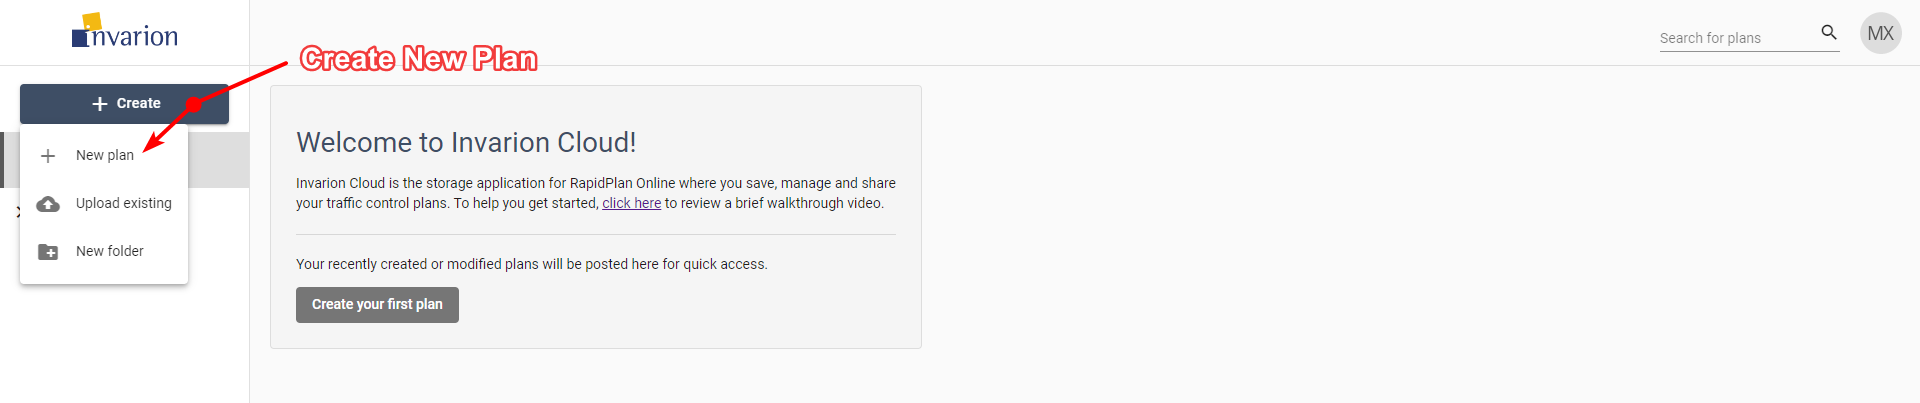 invarion
Search for plans
MX
Create New Plan
Create
New plan
Upload existing
New folder
Welcome to Invarion Cloud!
Invarion Cloud is the storage application for RapidPlan Online where you save, manage and share
your traffic control plans. To help you get started, click here to review a brief walkthrough video.
Your recently created or modified plans will be posted here for quick access.
Create your first plan